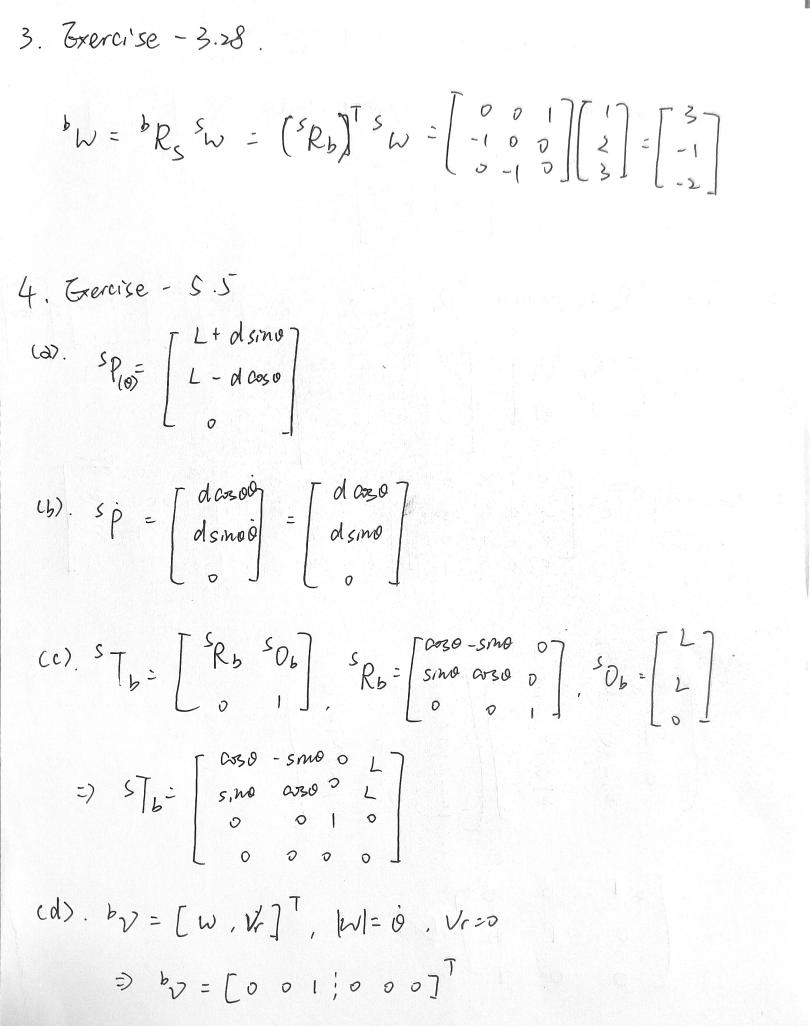 3. Exercise - 3.28.
ᵇW = ᵇRₛ ˢW = (ˢR_b)ᵀ ˢW = [0 0 1; -1 0 0; 0 -1 0] [1; 2; 3] = [3; -1; -2]
4. Exercise - 5.5
(a). ˢP(θ) = [L + d sinθ; L - d cosθ; 0]
(b). ˢṗ = [d cosθ θ̇; d sinθ θ̇; 0] = [d cosθ; d sinθ; 0]
(c). ˢT_b = [ˢR_b ˢO_b; 0 1], ˢR_b = [cosθ -sinθ 0; sinθ cosθ 0; 0 0 1], ˢO_b = [L; L; 0]
⇒ ˢT_b = [cosθ -sinθ 0 L; sinθ cosθ 0 L; 0 0 1 0; 0 0 0 0]
(d). ᵇV = [W, Vr]ᵀ, |W| = θ̇, Vr=0
⇒ ᵇV = [0 0 1 ¦ 0 0 0]ᵀ